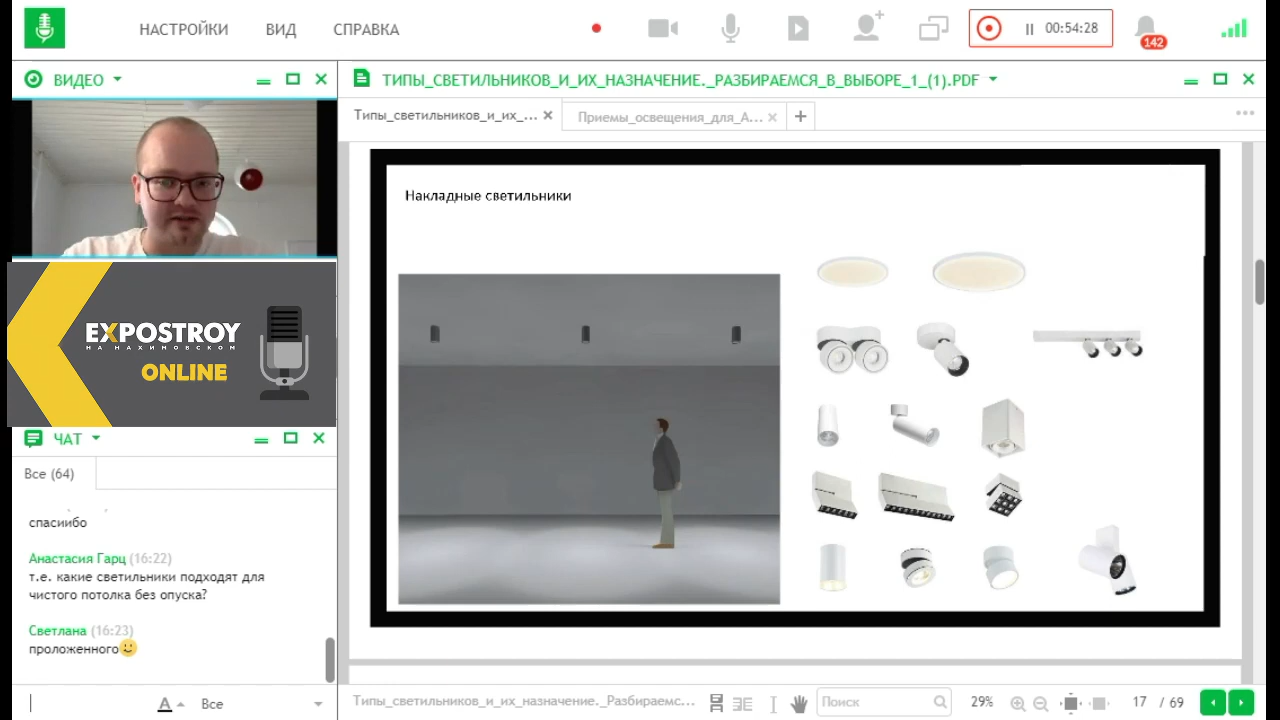 НАСТРОЙКИ ВИД СПРАВКА 00:54:28 142
ВИДЕО
ТИПЫ_СВЕТИЛЬНИКОВ_И_ИХ_НАЗНАЧЕНИЕ._РАЗБИРАЕМСЯ_В_ВЫБОРЕ_1_(1).PDF
Типы_светильников_и_их_...
Приемы_освещения_для_А...
Накладные светильники
EXPOSTROY
НА НАХИМОВСКОМ
ONLINE
ЧАТ
Все (64)
спасиибо
Анастасия Гарц (16:22)
т.е. какие светильники подходят для
чистого потолка без опуска?
Светлана (16:23)
проложенного
А Все
Типы_светильников_и_их_назначение._Разбираемс... Поиск 29% 17 / 69